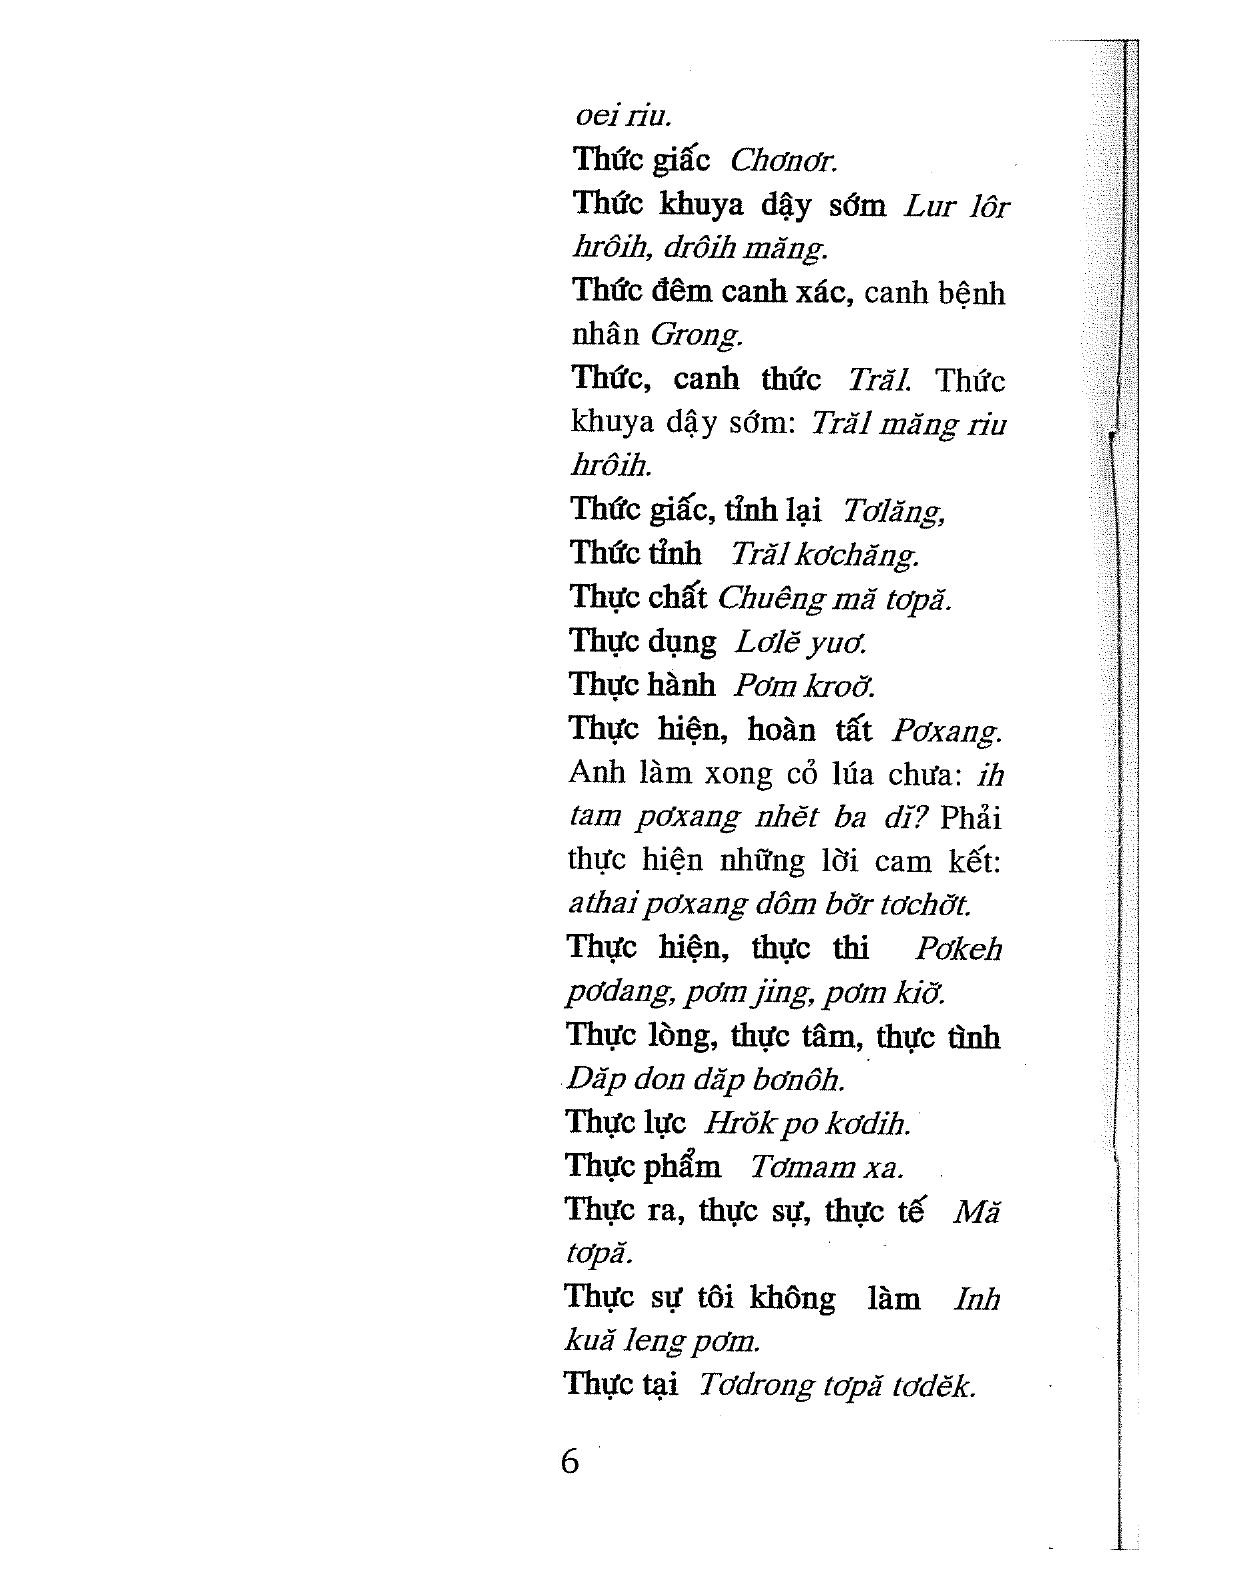 oei riu.
Thức giấc Chơnơr.
Thức khuya dậy sớm Lur lôr
hrôih, drôih măng.
Thức đêm canh xác, canh bệnh
nhân Grong.
Thức, canh thức Trăl. Thức
khuya dậy sớm: Trăl măng riu
hrôih.
Thức giấc, tỉnh lại Tơlăng,
Thức tỉnh Trăl kơchăng.
Thực chất Chuêng mă tơpă.
Thực dụng Lơlĕ yuơ.
Thực hành Pơm kroơ̆.
Thực hiện, hoàn tất Pơxang.
Anh làm xong cỏ lúa chưa: ih
tam pơxang nhĕt ba dĭ? Phải
thực hiện những lời cam kết:
athai pơxang dôm bơ̆r tơchơ̆t.
Thực hiện, thực thi Pơkeh
pơdang, pơm jing, pơm kiơ̆.
Thực lòng, thực tâm, thực tình
Dăp don dăp bơnôh.
Thực lực Hrŏk po kơdih.
Thực phẩm Tơmam xa.
Thực ra, thực sự, thực tế Mă
tơpă.
Thực sự tôi không làm Inh
kuă leng pơm.
Thực tại Tơdrong tơpă tơdĕk.
6